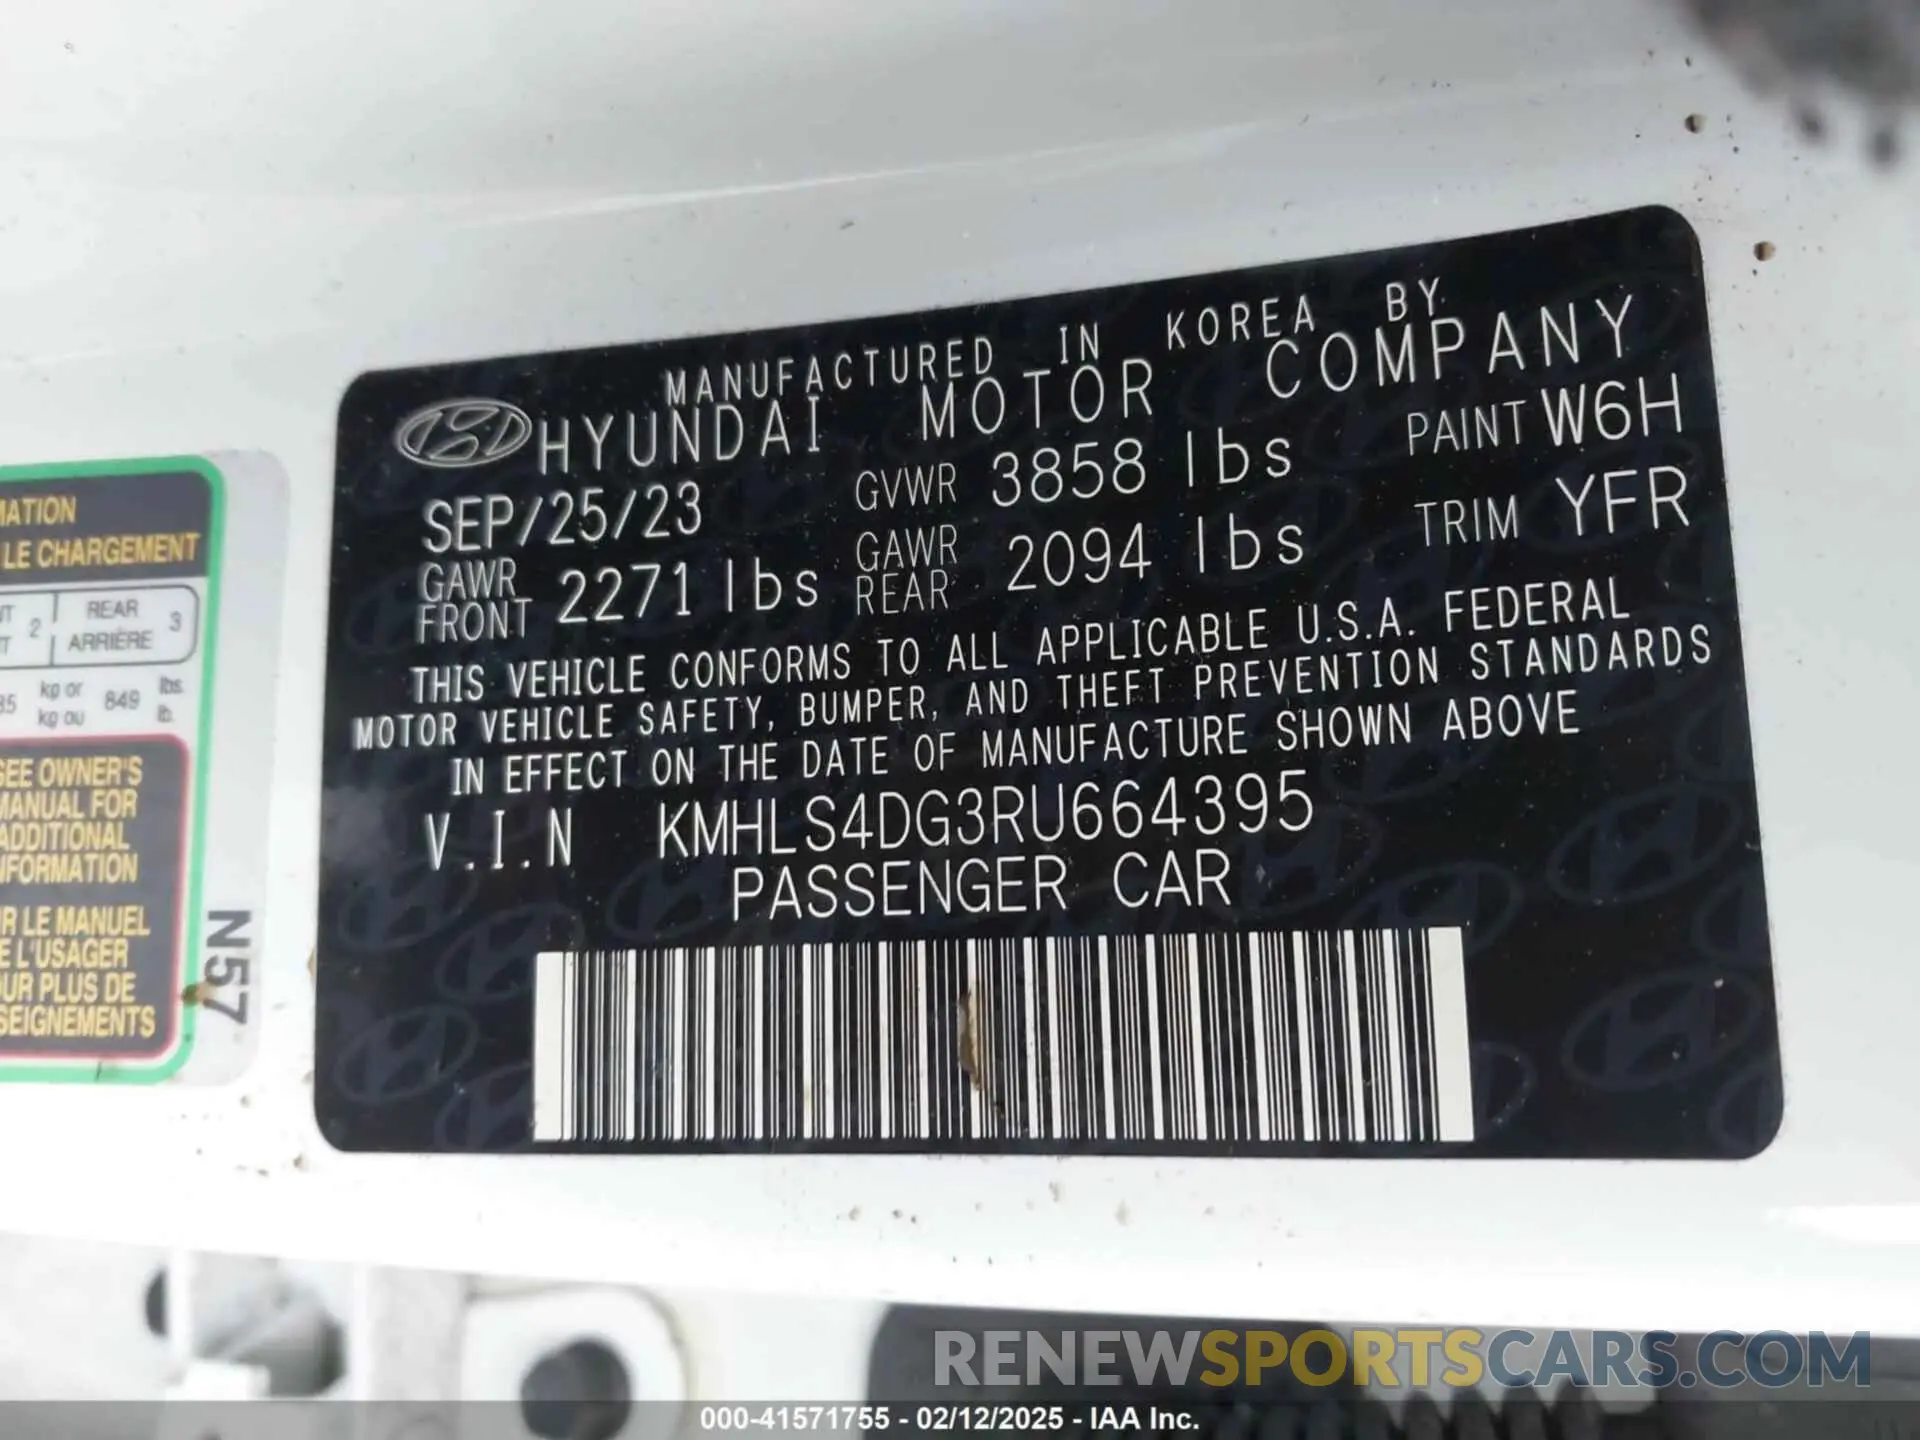 MANUFACTURED IN KOREA BY
HYUNDAI MOTOR COMPANY
SEP/25/23 GVWR 3858 lbs PAINT W6H
GAWR FRONT 2271 lbs GAWR REAR 2094 lbs TRIM YFR
THIS VEHICLE CONFORMS TO ALL APPLICABLE U.S.A. FEDERAL
MOTOR VEHICLE SAFETY, BUMPER, AND THEFT PREVENTION STANDARDS
IN EFFECT ON THE DATE OF MANUFACTURE SHOWN ABOVE
V.I.N KMHLS4DG3RU664395
PASSENGER CAR
LE CHARGEMENT
2 REAR 3
ARRIÈRE
kg or 849 lbs.
kg ou lb.
SEE OWNER'S
MANUAL FOR
ADDITIONAL
INFORMATION
LE MANUEL
L'USAGER
PLUS DE
N57
RENEWSPORTSCARS.COM
000-41571755 - 02/12/2025 - IAA Inc.